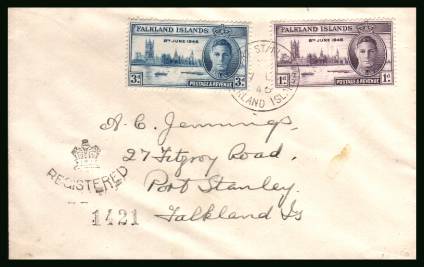 FALKLAND ISLANDS
8TH JUNE 1946
3d. 3d.
POSTAGE & REVENUE
FALKLAND ISLANDS
8TH JUNE 1946
1d 1d
POSTAGE & REVENUE
46
A.C. Jennings,
27 Fitzroy Road,
Port Stanley.
Falkland Is
REGISTERED
1421